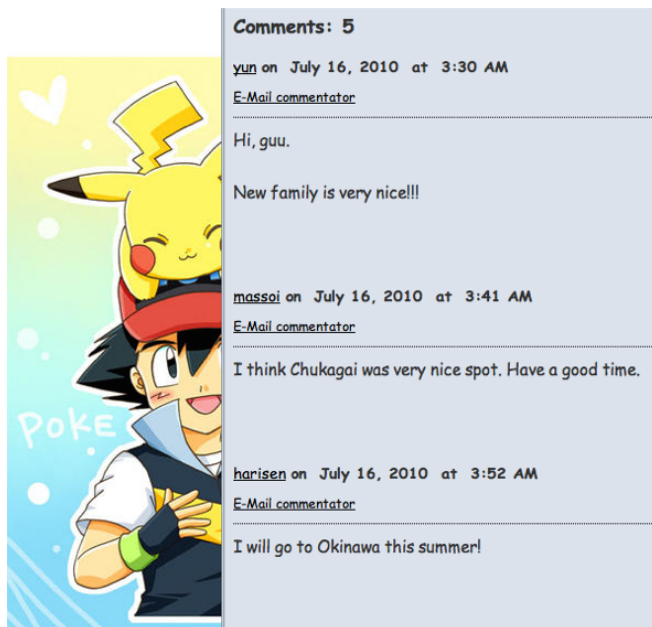 Comments: 5
yun on July 16, 2010 at 3:30 AM
E-Mail commentator
Hi, guu.
New family is very nice!!!
massoi on July 16, 2010 at 3:41 AM
E-Mail commentator
I think Chukagai was very nice spot. Have a good time.
POKE
harisen on July 16, 2010 at 3:52 AM
E-Mail commentator
I will go to Okinawa this summer!